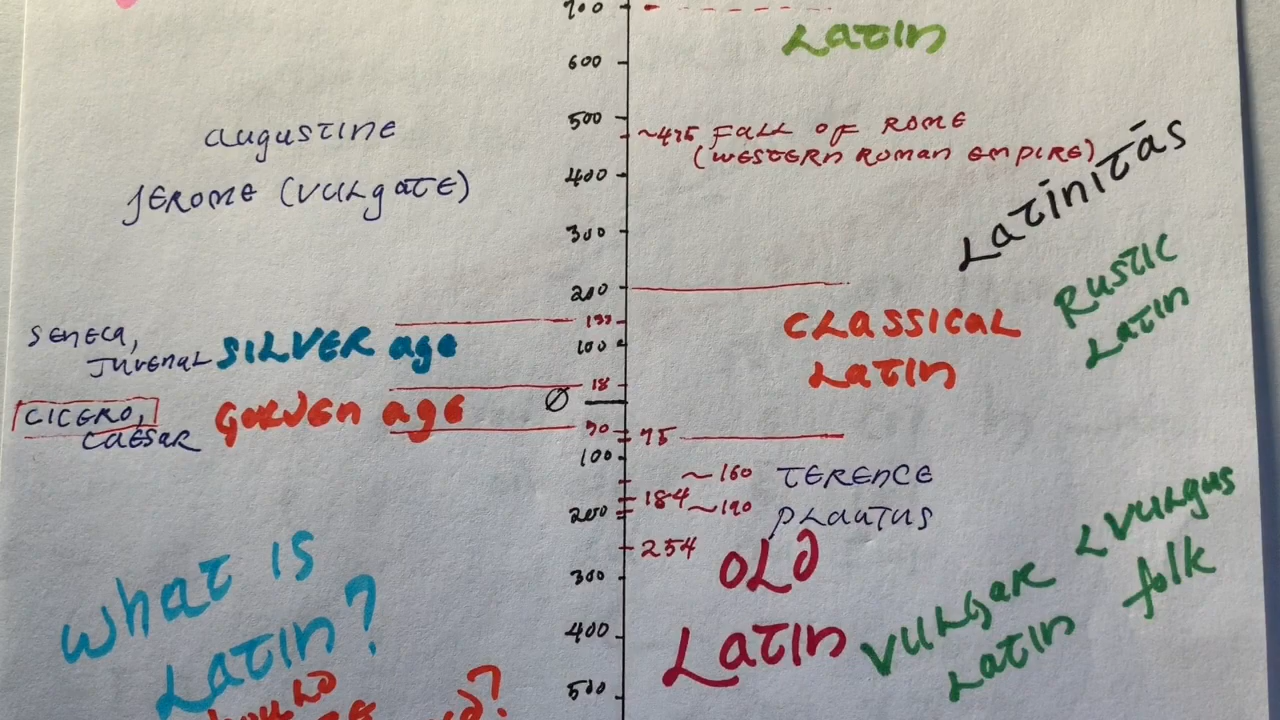 700
LATIN
600
500
~475 FALL OF ROME
(WESTERN ROMAN EMPIRE)
AUGUSTINE
400
JEROME (VULGATE)
LATĪNITĀS
300
RUSTIC
LATIN
200
133
SENECA,
JUVENAL SILVER age
100
CLASSICAL
LATIN
18
Ø
CICERO,
CAESAR
GOLDEN age
70
75
100
~160 TERENCE
184
~190 PLAUTUS
200
254
OLD
LATIN
300
400
500
VULGAR
LATIN
< VULGUS
folk
WHAT IS
LATIN?